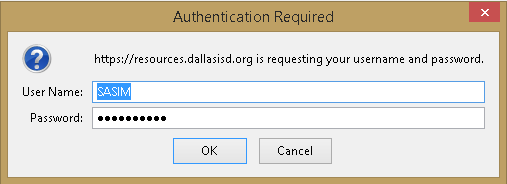 Authentication Required
https://resources.dallasisd.org is requesting your username and password.
User Name: SASIM
Password: ●●●●●●●●●●
OK Cancel